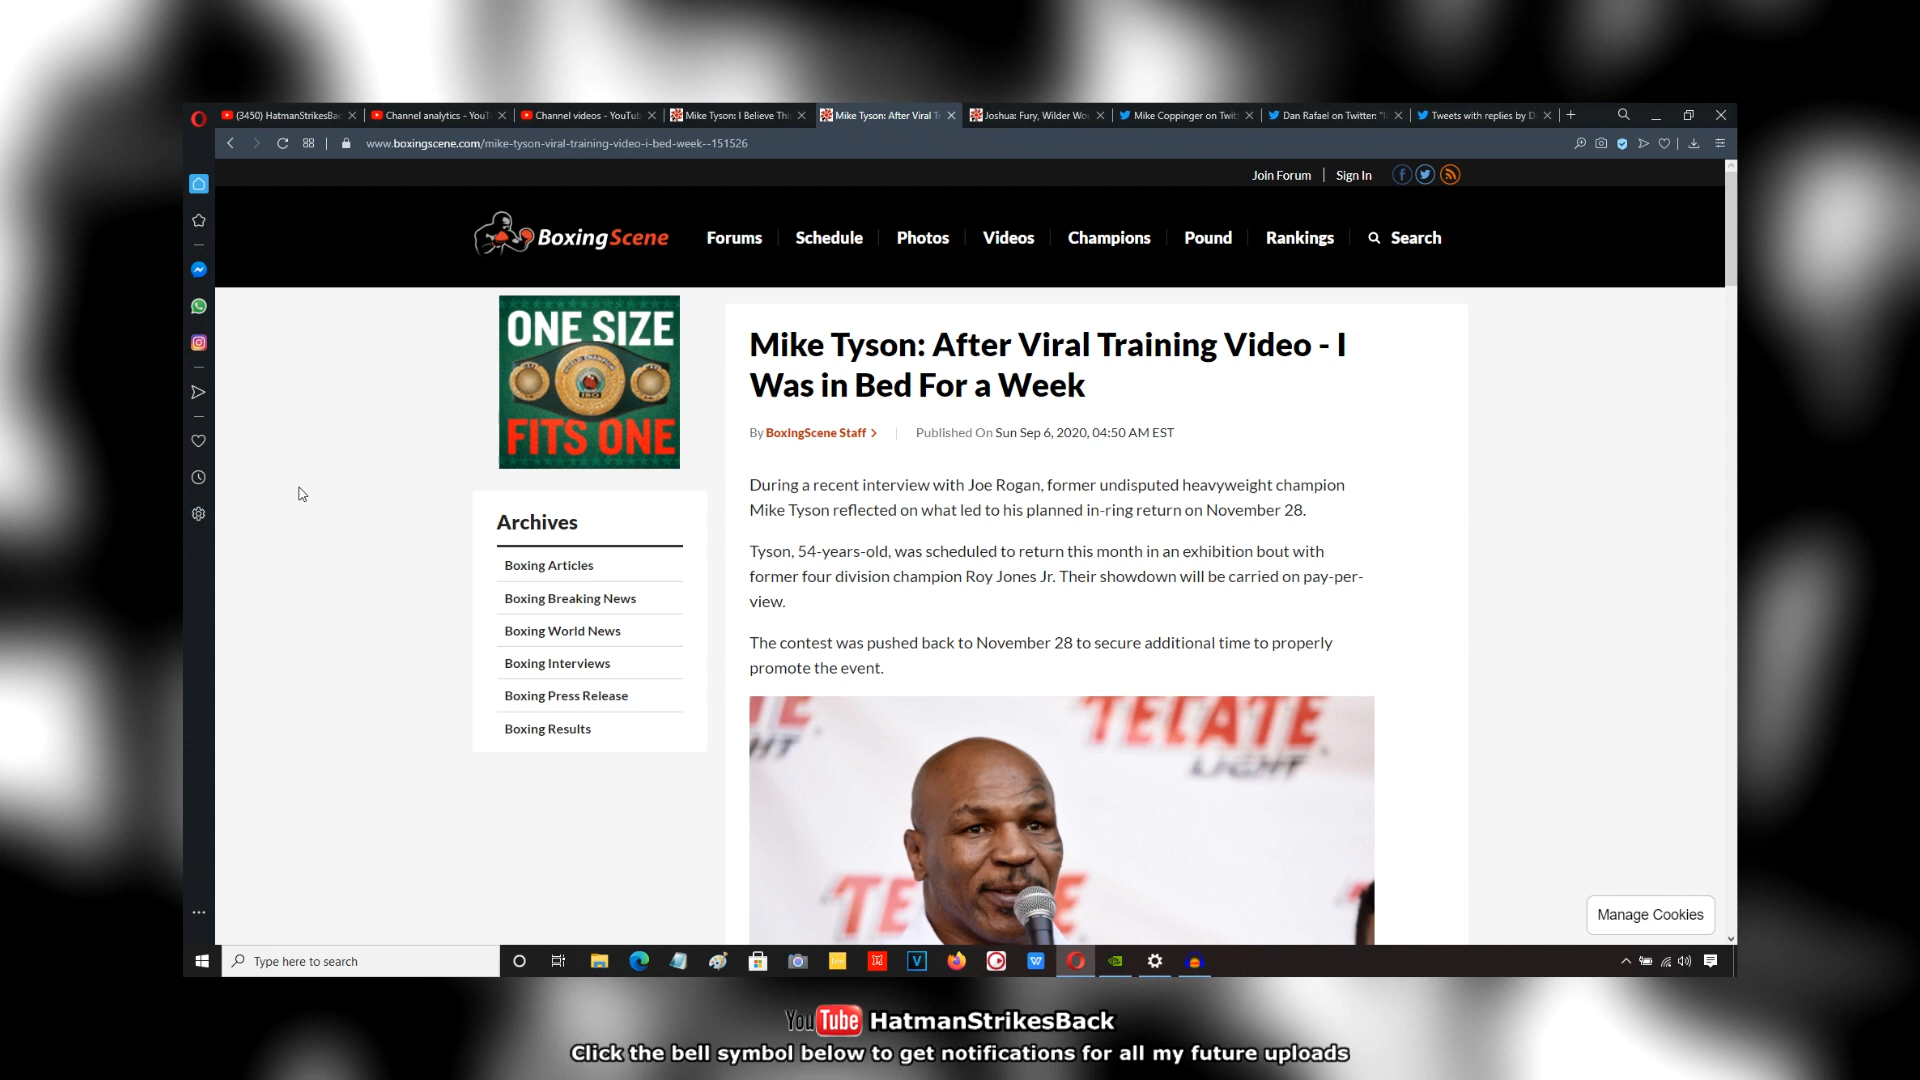 (3450) HatmanStrikesBac
Channel analytics - YouT
Channel videos - YouTub
Mike Tyson: I Believe Thi
Mike Tyson: After Viral T
Joshua: Fury, Wilder Wo
Mike Coppinger on Twitt
Dan Rafael on Twitter: "I
Tweets with replies by D
www.boxingscene.com/mike-tyson-viral-training-video-i-bed-week--151526
Join Forum | Sign In
BoxingScene
Forums Schedule Photos Videos Champions Pound Rankings Search
ONE SIZE
IBO
FITS ONE
Archives
Boxing Articles
Boxing Breaking News
Boxing World News
Boxing Interviews
Boxing Press Release
Boxing Results
Mike Tyson: After Viral Training Video - I
Was in Bed For a Week
By BoxingScene Staff > | Published On Sun Sep 6, 2020, 04:50 AM EST
During a recent interview with Joe Rogan, former undisputed heavyweight champion
Mike Tyson reflected on what led to his planned in-ring return on November 28.
Tyson, 54-years-old, was scheduled to return this month in an exhibition bout with
former four division champion Roy Jones Jr. Their showdown will be carried on pay-per-
view.
The contest was pushed back to November 28 to secure additional time to properly
promote the event.
TECATE
LIGHT
Manage Cookies
Type here to search
YouTube HatmanStrikesBack
Click the bell symbol below to get notifications for all my future uploads